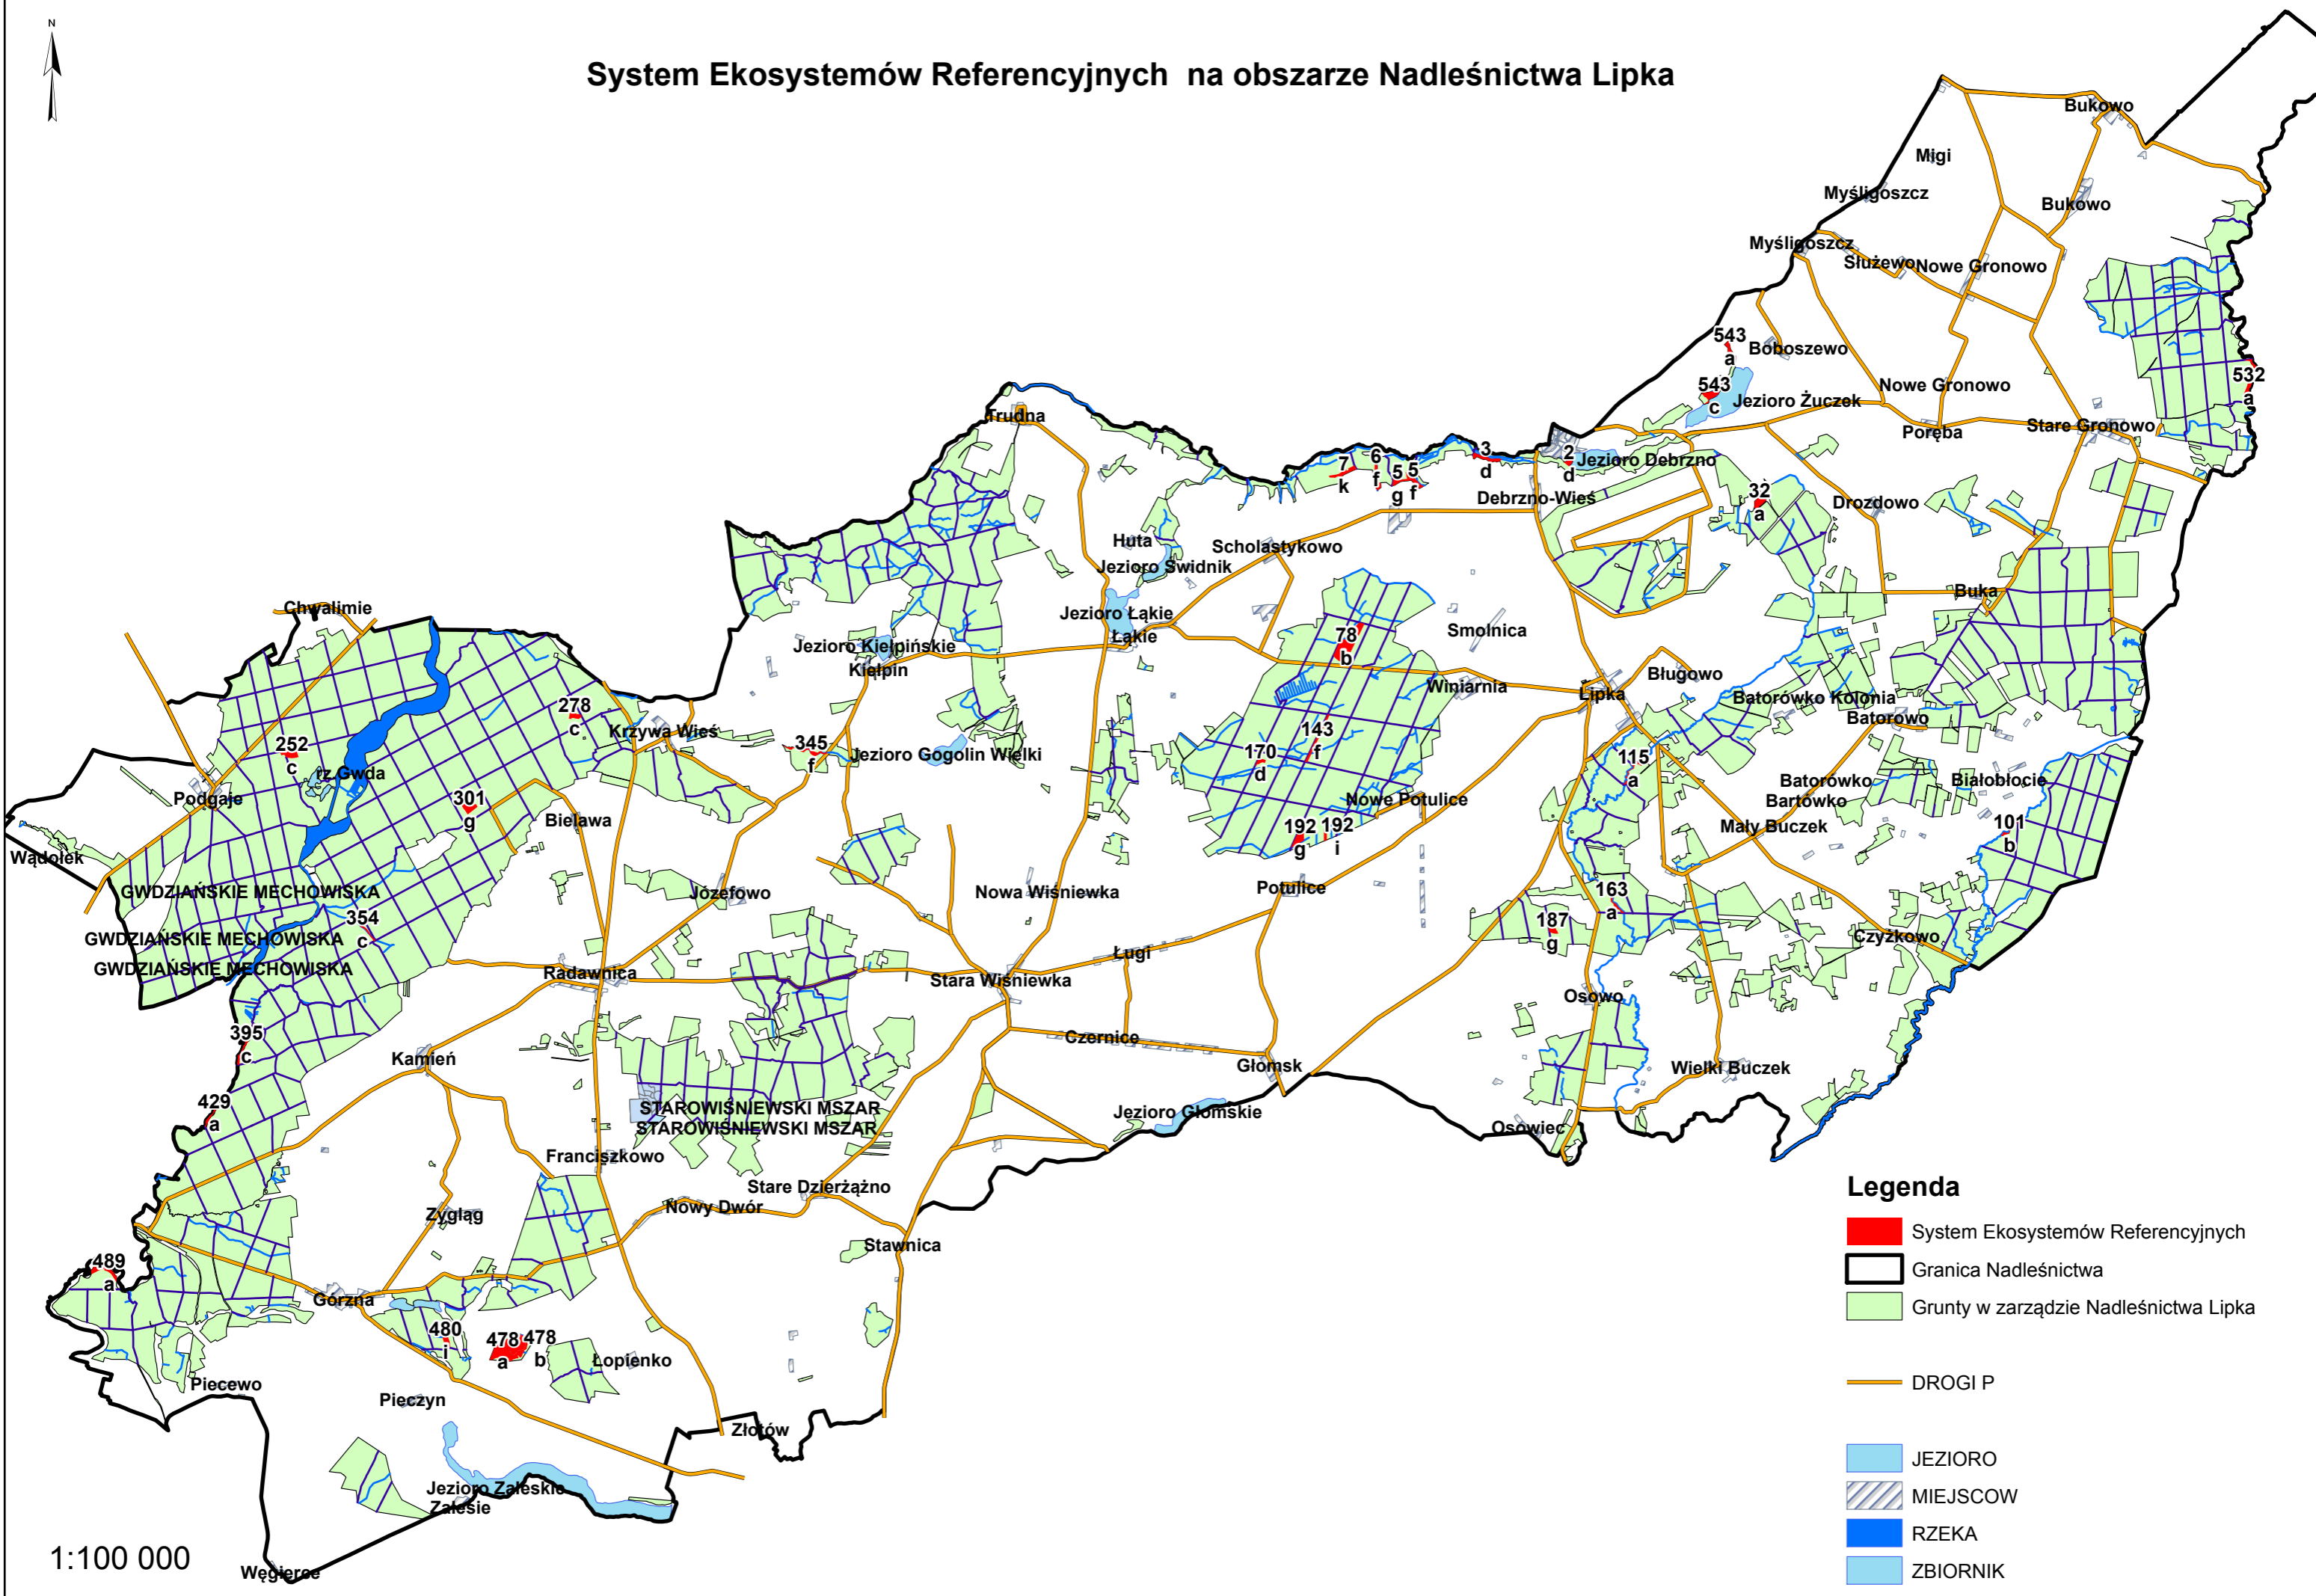 N
System Ekosystemów Referencyjnych na obszarze Nadleśnictwa Lipka
Bukowo
Migi
Myśligoszcz
Bukowo
Myśligoszcz
Służewo
Nowe Gronowo
543
a
Boboszewo
532
a
543
c
Jezioro Żuczek
Nowe Gronowo
Trudna
Poręba
Stare Gronowo
7
k
6
f
5
g
5
f
3
d
2
d
Jezioro Debrzno
Debrzno-Wieś
32
a
Drozdowo
Huta
Scholastykowo
Jezioro Świdnik
Buka
Chwalimie
Jezioro Łąkie
Łąkie
78
b
Smolnica
Jezioro Kiełpińskie
Kiełpin
Winiarnia
Lipka
Bługowo
Batorówko Kolonia
Batorowo
278
c
Krzywa Wieś
252
c
345
f
Jezioro Gogolin Wielki
170
d
143
f
115
a
rz.Gwda
Podgaje
301
g
Bielawa
Nowe Potulice
Batorówko
Bartówko
Białobłocie
192
g
192
i
Mały Buczek
101
b
Wądołek
GWDZIAŃSKIE MECHOWISKA
Józefowo
Nowa Wiśniewka
Potulice
163
a
354
c
187
g
GWDZIAŃSKIE MECHOWISKA
Czyżkowo
GWDZIAŃSKIE MECHOWISKA
Radawnica
Stara Wiśniewka
Ługi
Osowo
395
c
Kamień
Czernice
Głomsk
Wielki Buczek
429
a
STAROWIŚNIEWSKI MSZAR
STAROWIŚNIEWSKI MSZAR
Jezioro Głomskie
Osowiec
Franciszkowo
Stare Dzierżążno
Nowy Dwór
Zygląg
Stawnica
489
a
Górzna
480
i
478
a
478
b
Łopienko
Piecewo
Pieczyn
Złotów
Jezioro Zaleskie
Zalesie
Węgierce
1:100 000
Legenda
System Ekosystemów Referencyjnych
Granica Nadleśnictwa
Grunty w zarządzie Nadleśnictwa Lipka
DROGI P
JEZIORO
MIEJSCOW
RZEKA
ZBIORNIK